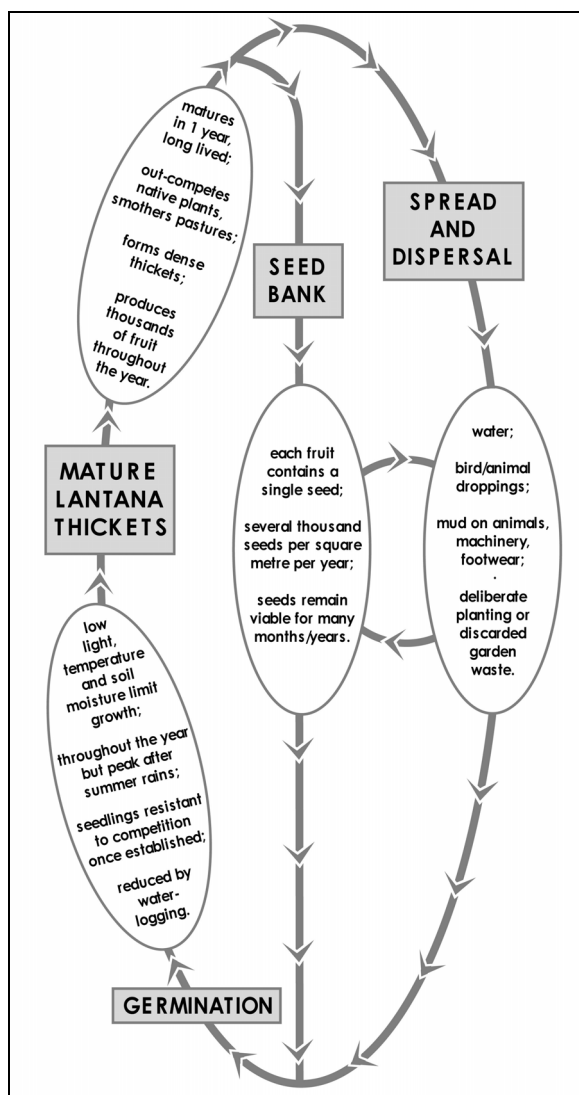 matures
in 1 year,
long lived;
out-competes
native plants,
smothers pastures;
forms dense
thickets;
produces
thousands
of fruit
throughout
the year.
SEED
BANK
SPREAD
AND
DISPERSAL
each fruit
contains a
single seed;
several thousand
seeds per square
metre per year;
seeds remain
viable for many
months/years.
water;
bird/animal
droppings;
mud on animals,
machinery,
footwear;
.
deliberate
planting or
discarded
garden
waste.
MATURE
LANTANA
THICKETS
low
light,
temperature
and soil
moisture limit
growth;
throughout the year
but peak after
summer rains;
seedlings resistant
to competition
once established;
reduced by
water-
logging.
GERMINATION